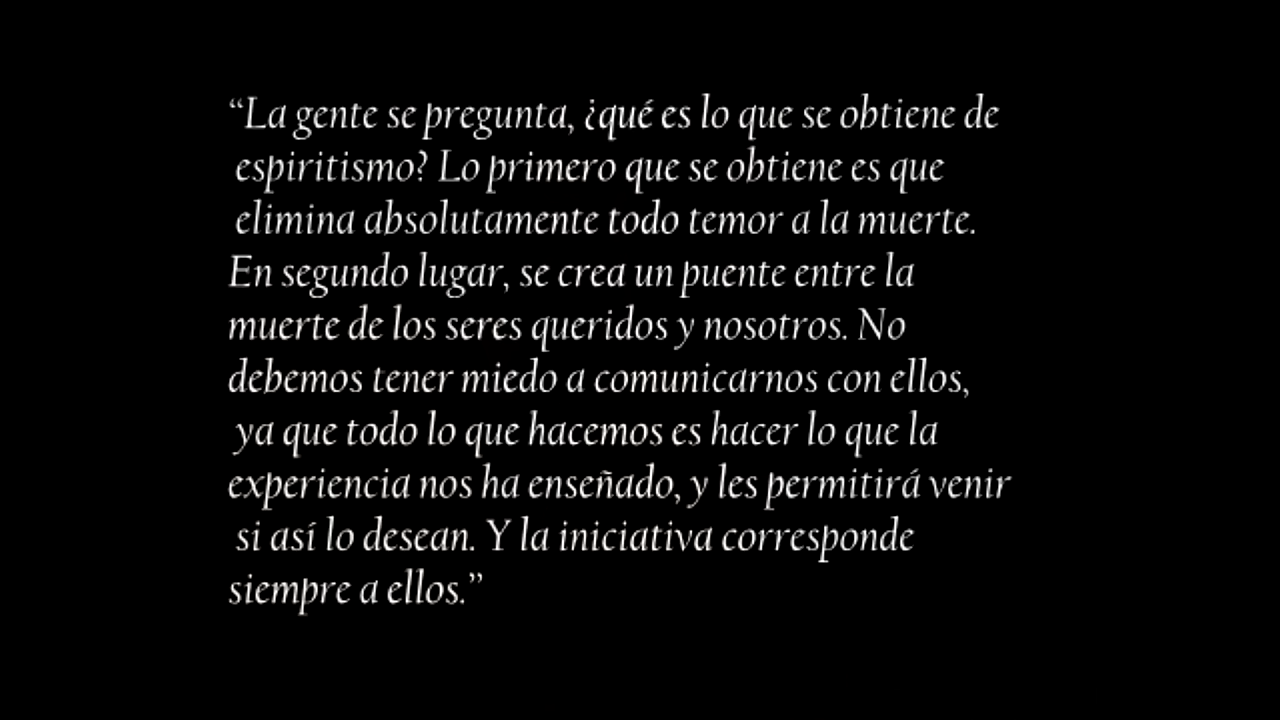 “La gente se pregunta, ¿qué es lo que se obtiene de
espiritismo? Lo primero que se obtiene es que
elimina absolutamente todo temor a la muerte.
En segundo lugar, se crea un puente entre la
muerte de los seres queridos y nosotros. No
debemos tener miedo a comunicarnos con ellos,
ya que todo lo que hacemos es hacer lo que la
experiencia nos ha enseñado, y les permitirá venir
si así lo desean. Y la iniciativa corresponde
siempre a ellos.”